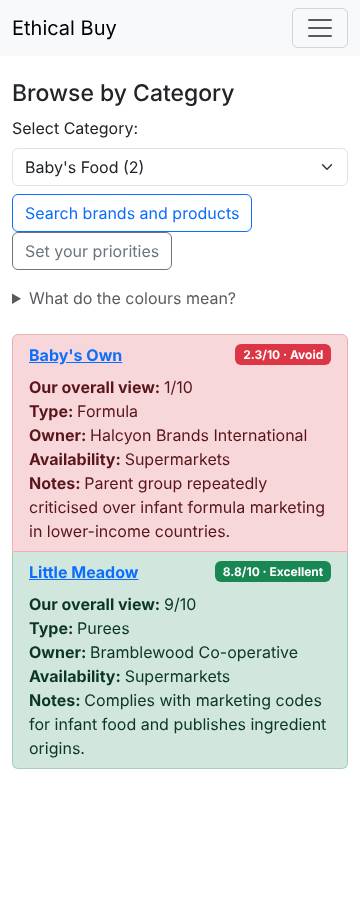 Ethical Buy
Browse by Category
Select Category:
Baby's Food (2)
Search brands and products
Set your priorities
What do the colours mean?
Baby's Own
2.3/10 · Avoid
Our overall view: 1/10
Type: Formula
Owner: Halcyon Brands International
Availability: Supermarkets
Notes: Parent group repeatedly
criticised over infant formula marketing
in lower-income countries.
Little Meadow
8.8/10 · Excellent
Our overall view: 9/10
Type: Purees
Owner: Bramblewood Co-operative
Availability: Supermarkets
Notes: Complies with marketing codes
for infant food and publishes ingredient
origins.